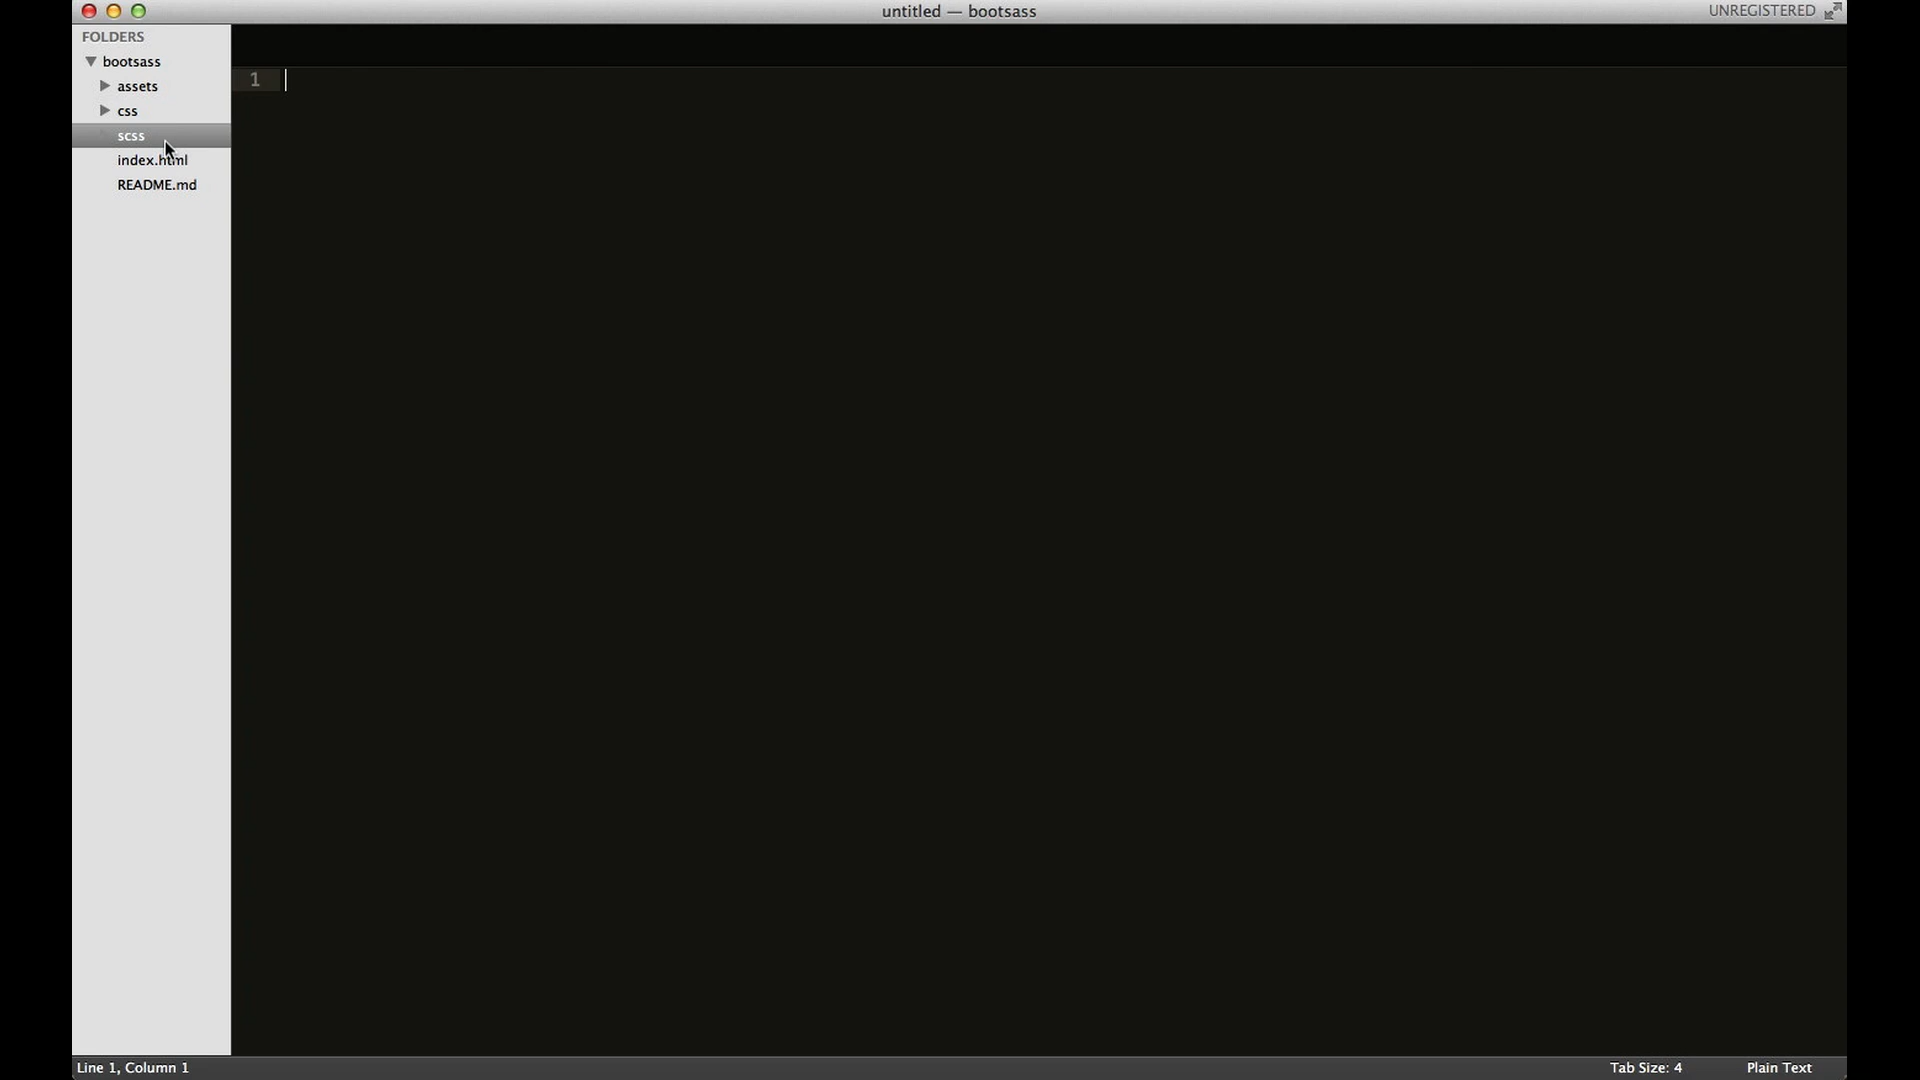 untitled — bootsass
UNREGISTERED
FOLDERS
bootsass
assets
css
scss
index.html
README.md
1
Line 1, Column 1
Tab Size: 4
Plain Text